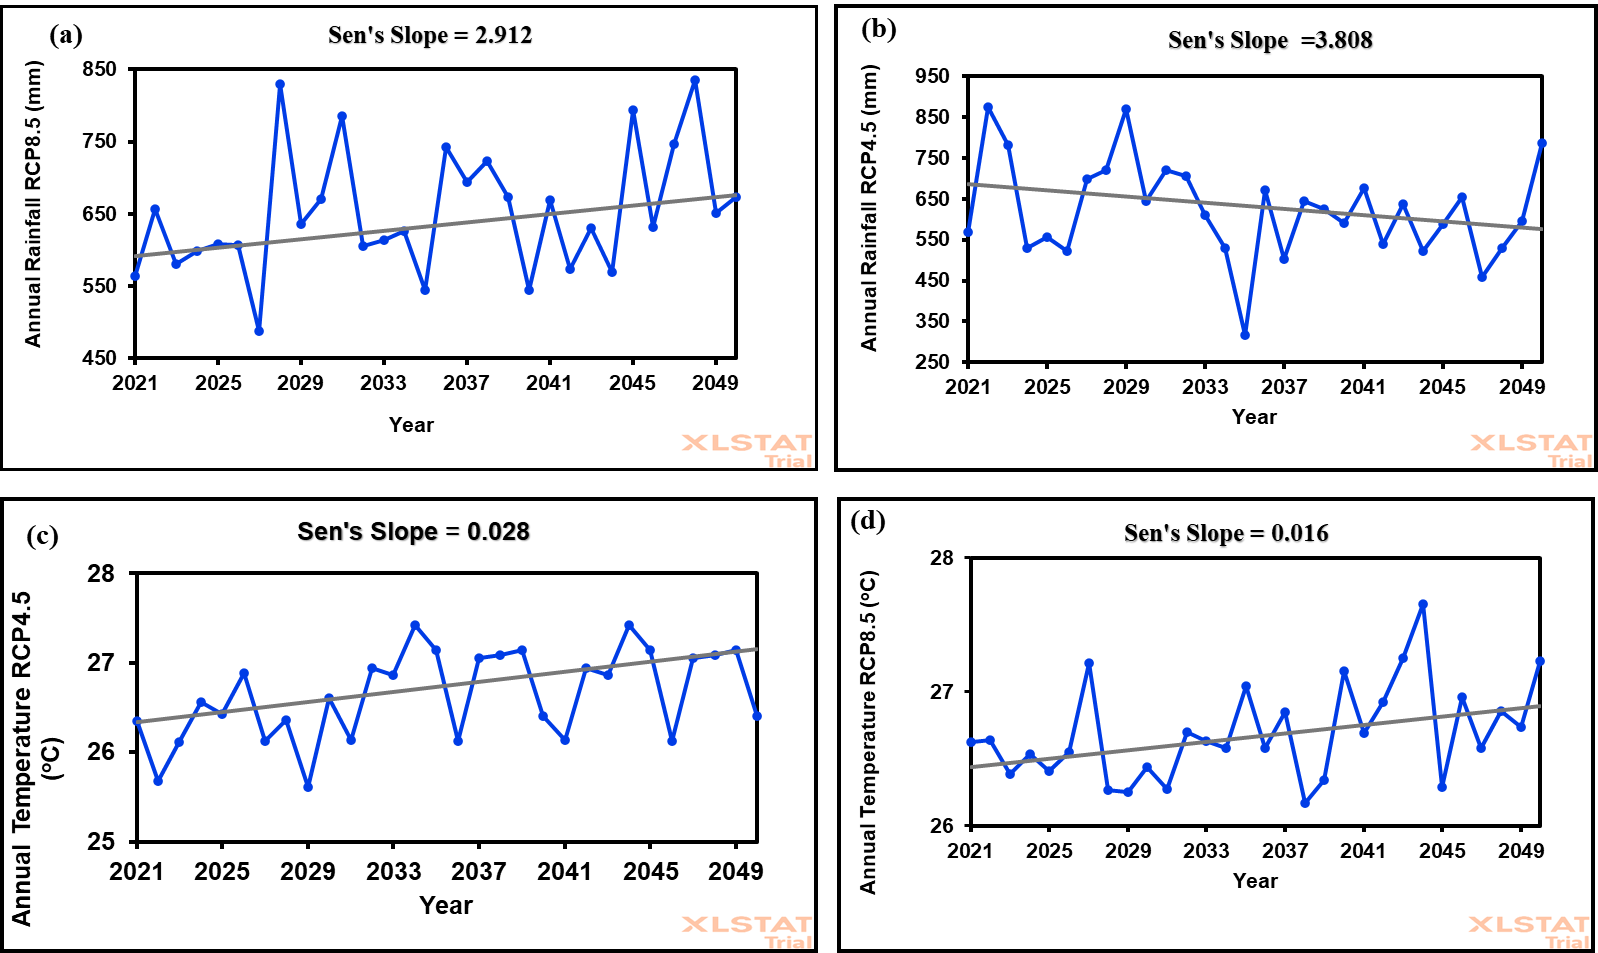 (a)
Sen's Slope = 2.912
Annual Rainfall RCP8.5 (mm)
850
750
650
550
450
2021 2025 2029 2033 2037 2041 2045 2049
Year
XLSTAT
Trial
(b)
Sen's Slope =3.808
Annual Rainfall RCP4.5 (mm)
950
850
750
650
550
450
350
250
2021 2025 2029 2033 2037 2041 2045 2049
Year
XLSTAT
Trial
(c)
Sen's Slope = 0.028
Annual Temperature RCP4.5
(°C)
28
27
26
25
2021 2025 2029 2033 2037 2041 2045 2049
Year
XLSTAT
Trial
(d)
Sen's Slope = 0.016
Annual Temperature RCP8.5 (°C)
28
27
26
2021 2025 2029 2033 2037 2041 2045 2049
Year
XLSTAT
Trial